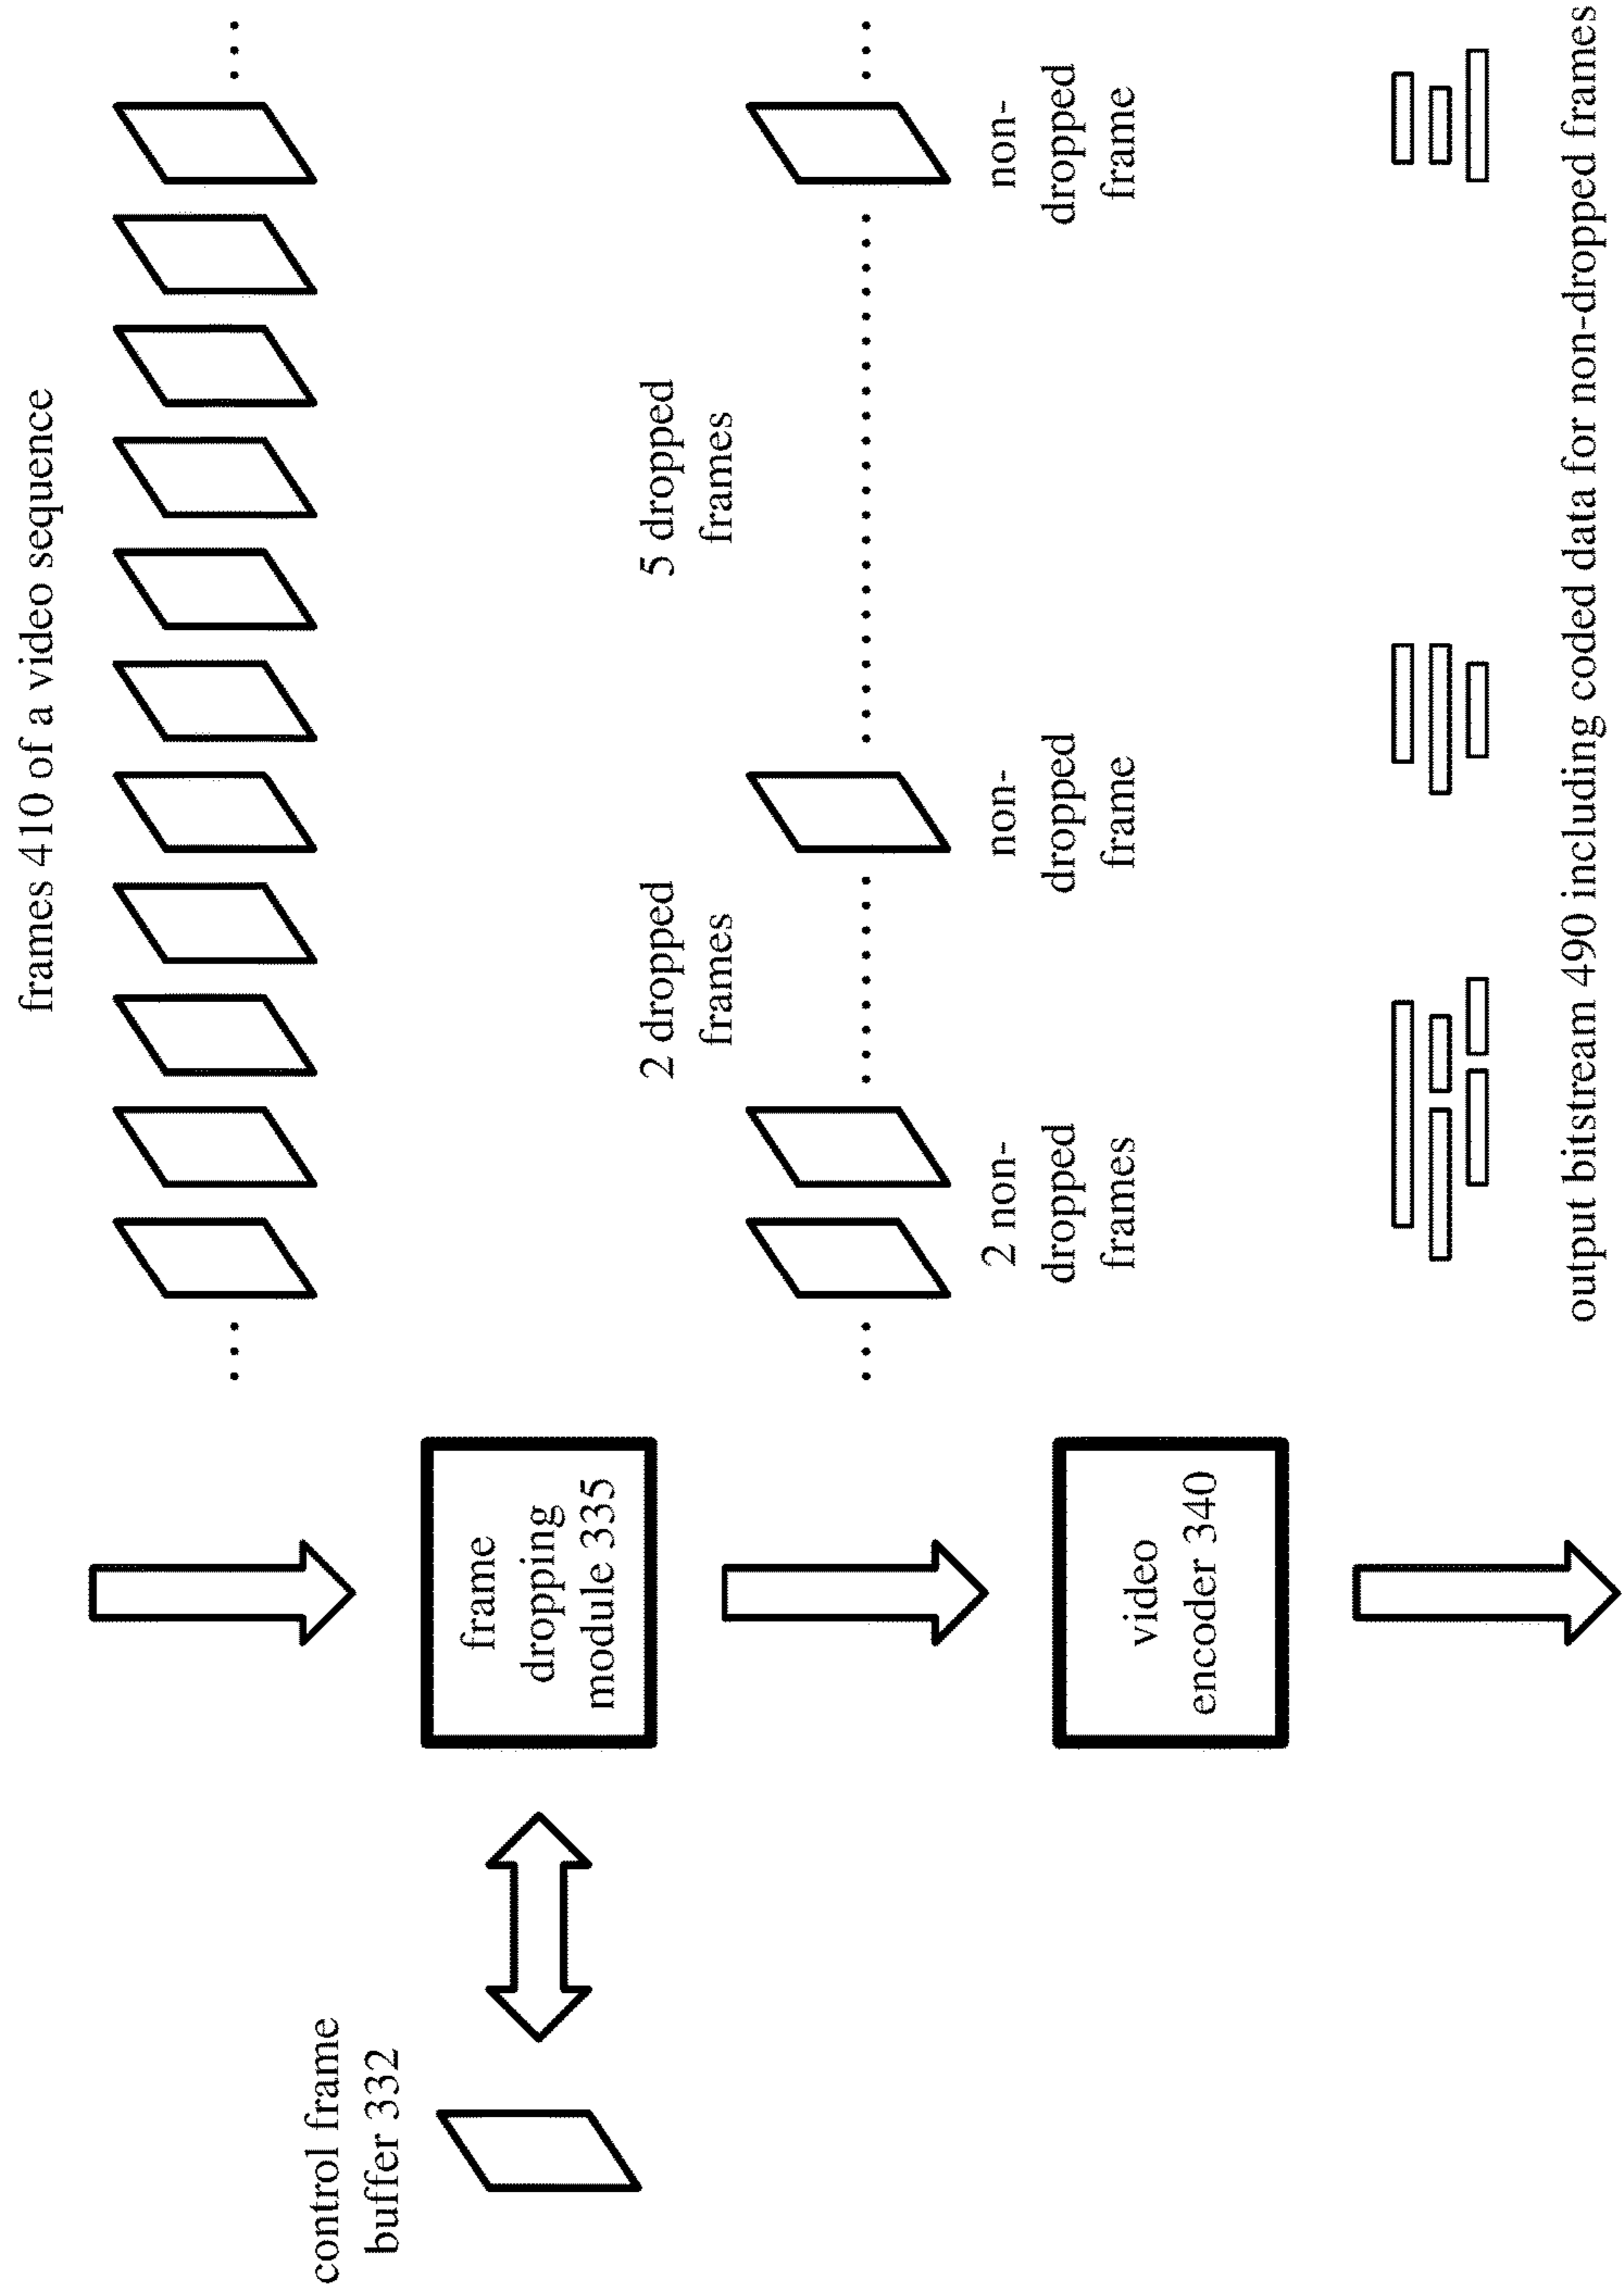 frames 410 of a video sequence
control frame
buffer 332
frame
dropping
module 335
2 dropped
frames
5 dropped
frames
2 non-
dropped
frames
non-
dropped
frame
non-
dropped
frame
video
encoder 340
output bitstream 490 including coded data for non-dropped frames